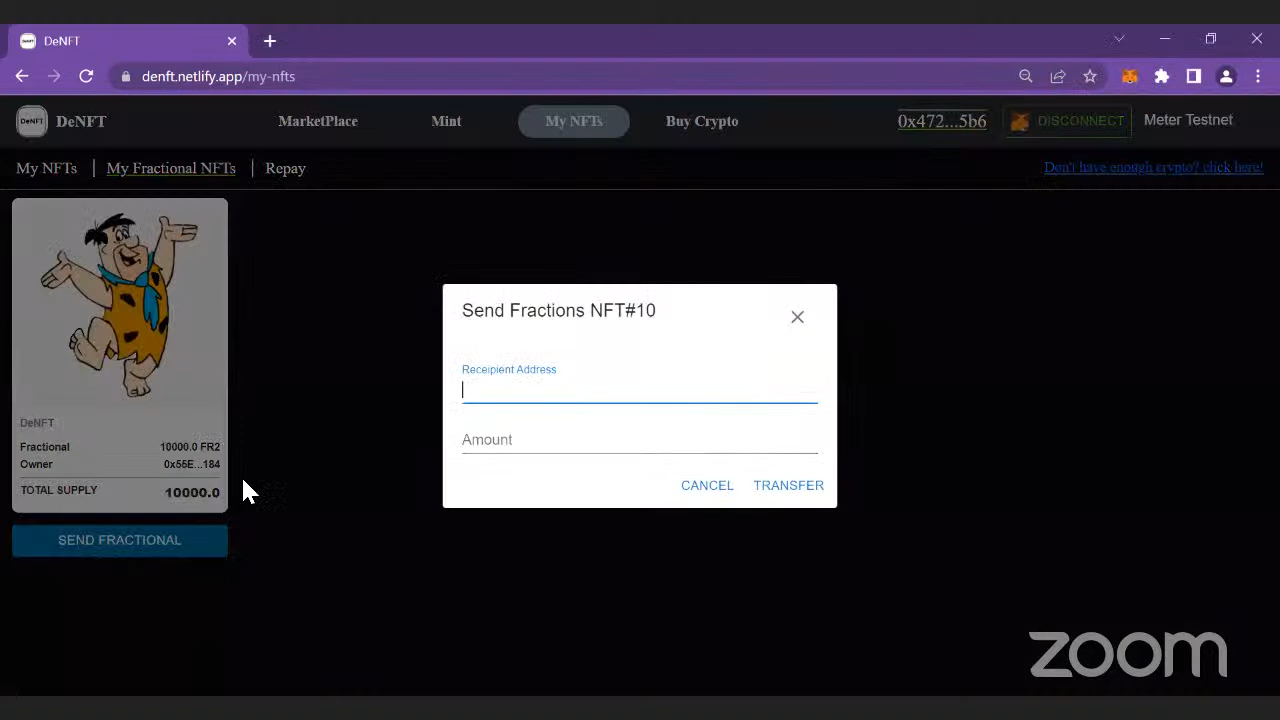 DeNFT
denft.netlify.app/my-nfts
DeNFT
DeNFT
MarketPlace
Mint
My NFTs
Buy Crypto
0x472...5b6
DISCONNECT
Meter Testnet
My NFTs
My Fractional NFTs
Repay
Don't have enough crypto? click here!
Send Fractions NFT#10
Receipient Address
Amount
CANCEL
TRANSFER
DeNFT
Fractional 10000.0 FR2
Owner 0x55E...184
TOTAL SUPPLY 10000.0
SEND FRACTIONAL
zoom